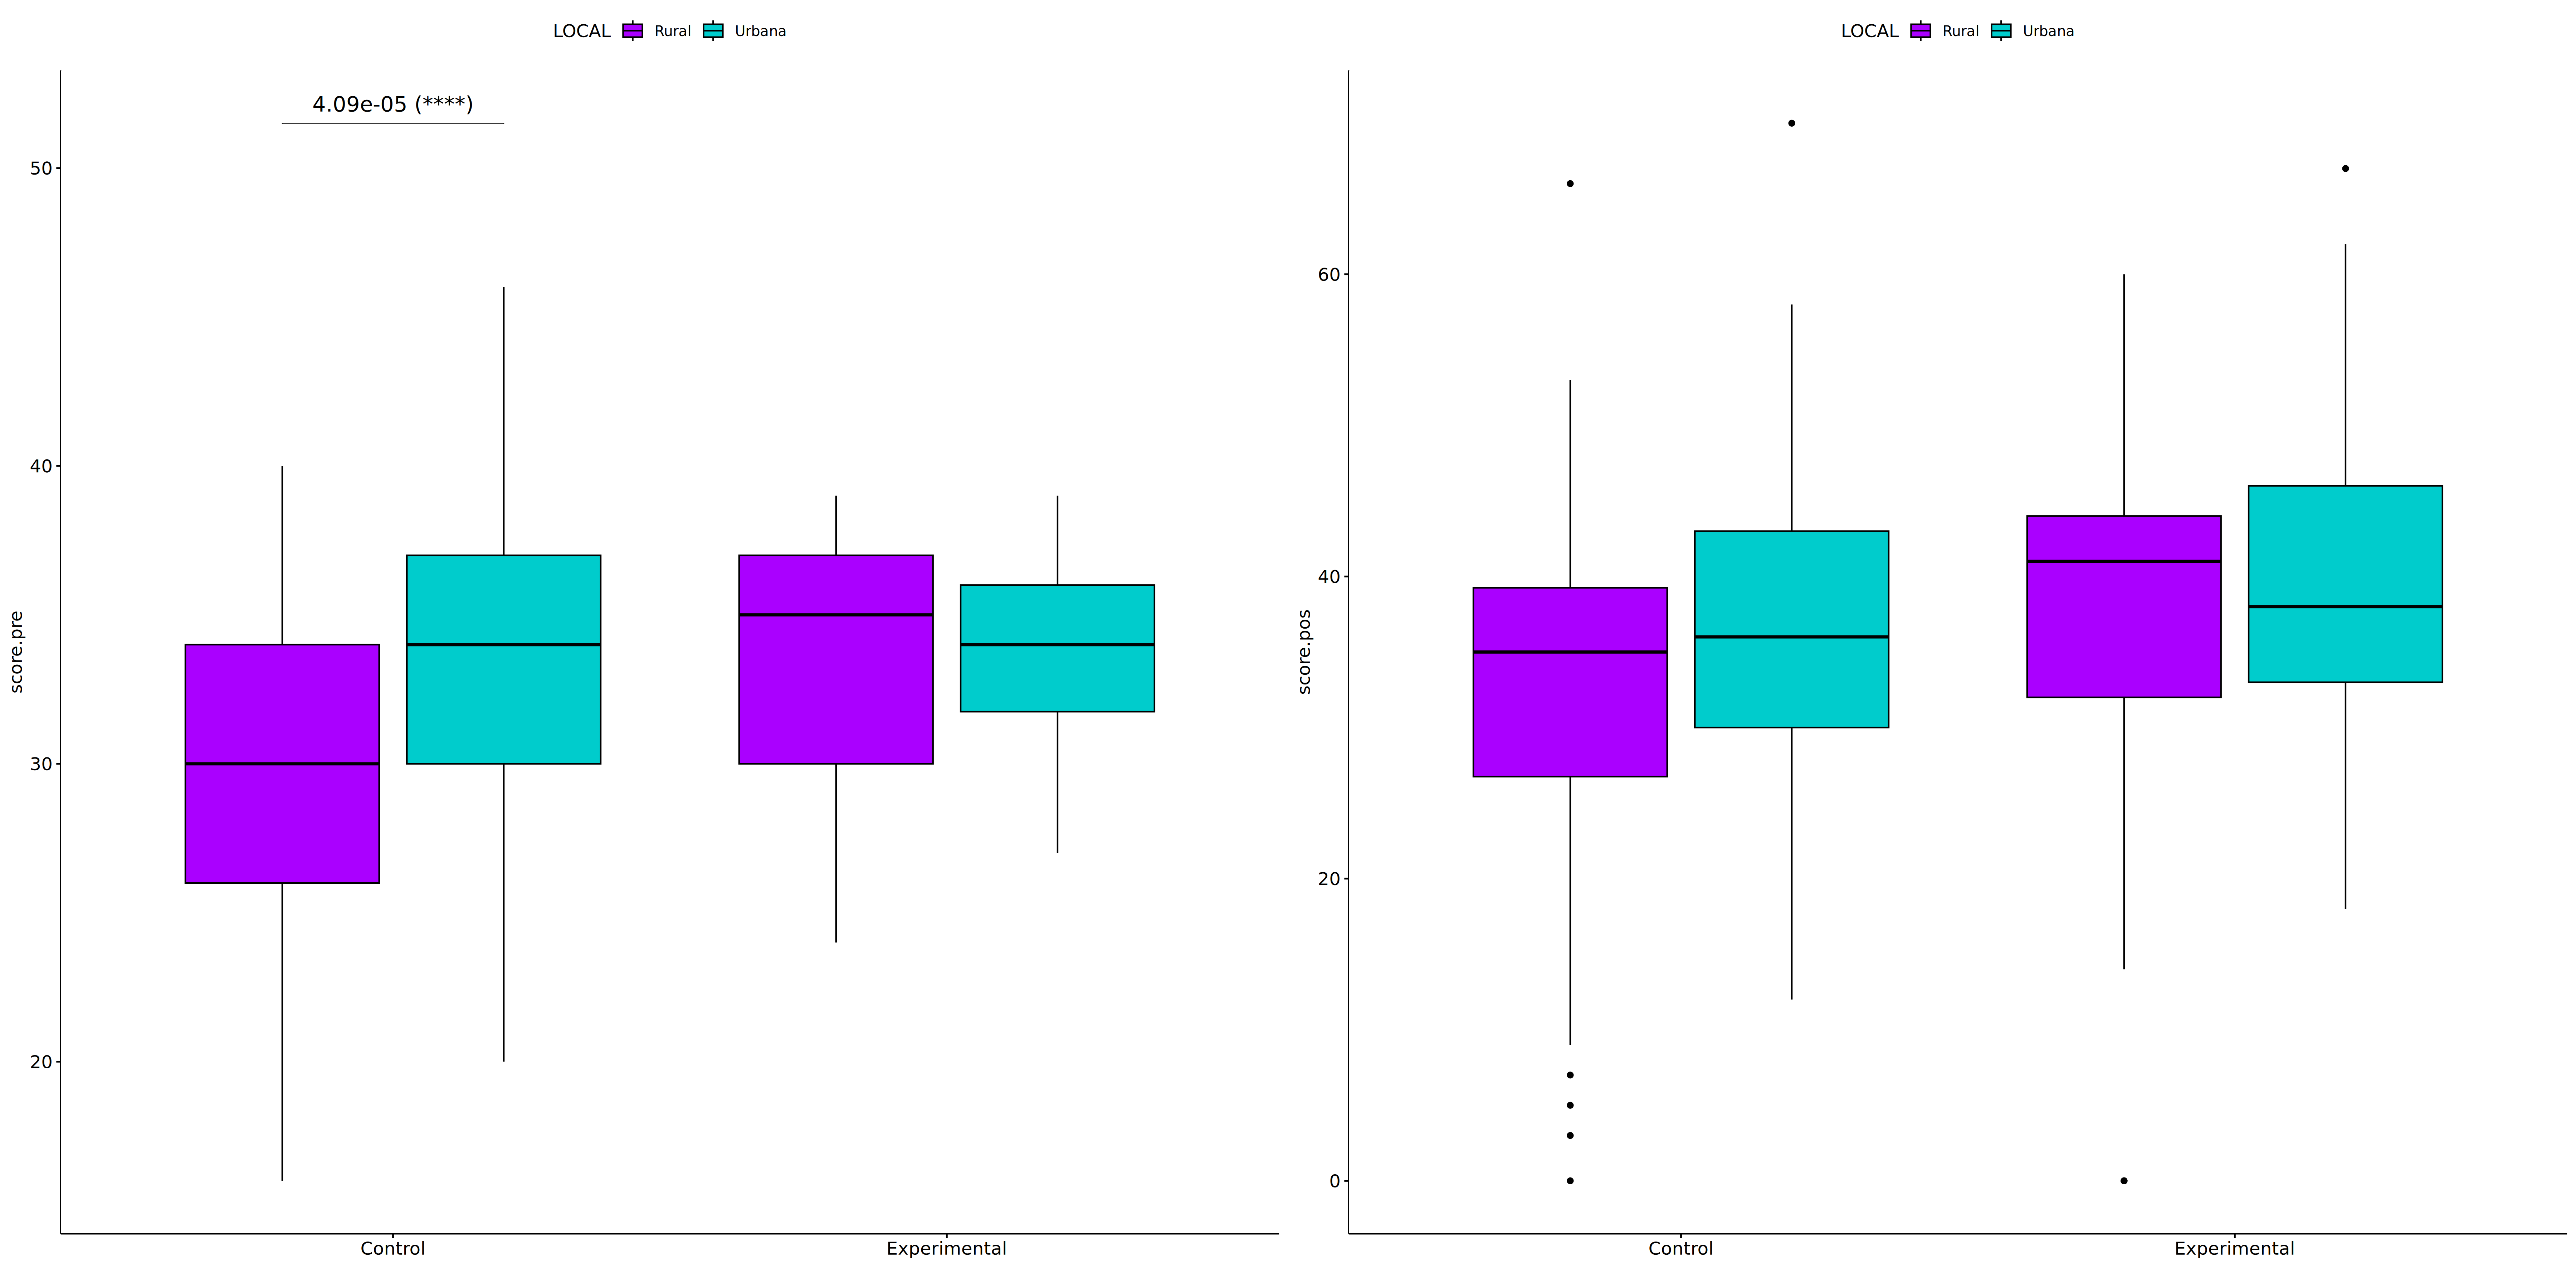 LOCAL Rural Urbana
4.09e-05 (****)
50
40
30
20
score.pre
Control Experimental
LOCAL Rural Urbana
60
40
20
0
score.pos
Control Experimental